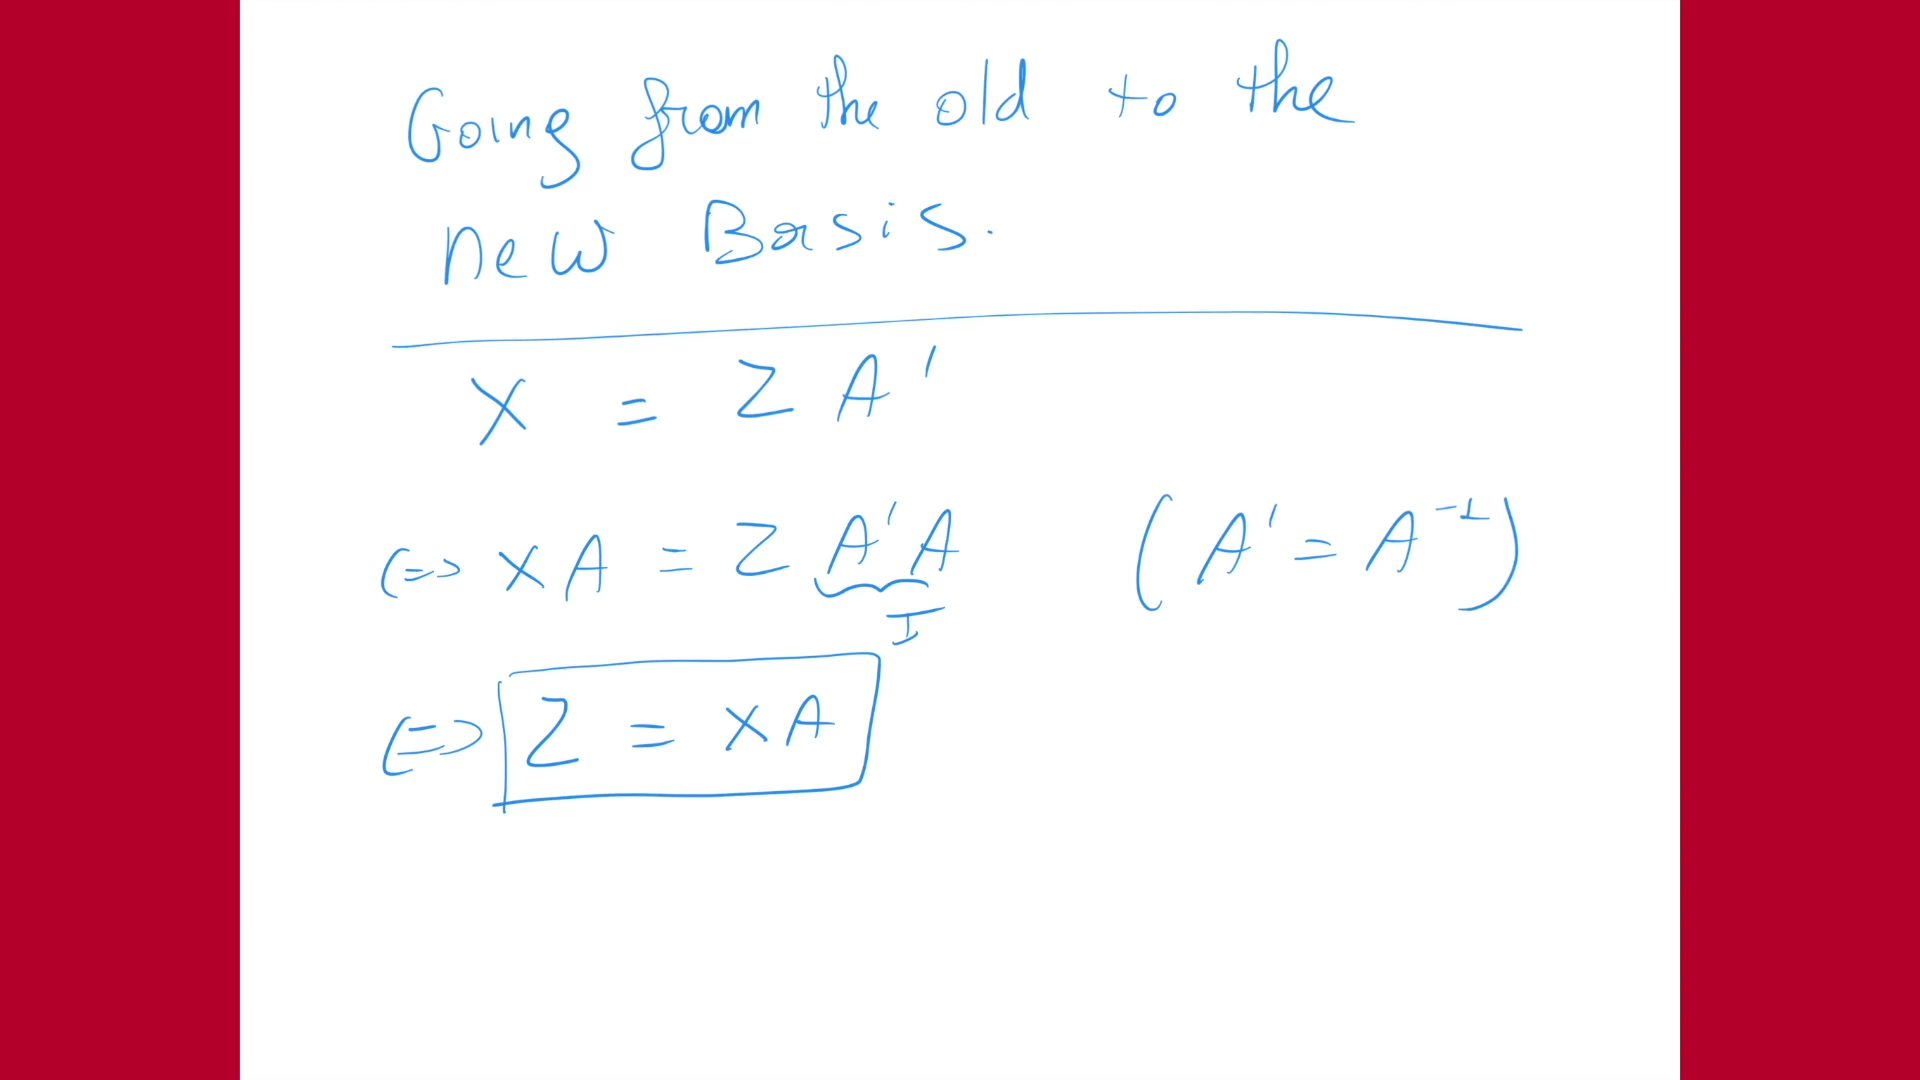 Going from the old to the
new Basis.
X = Z A'
<=> X A = Z A' A (A' = A⁻¹)
I
<=> Z = X A